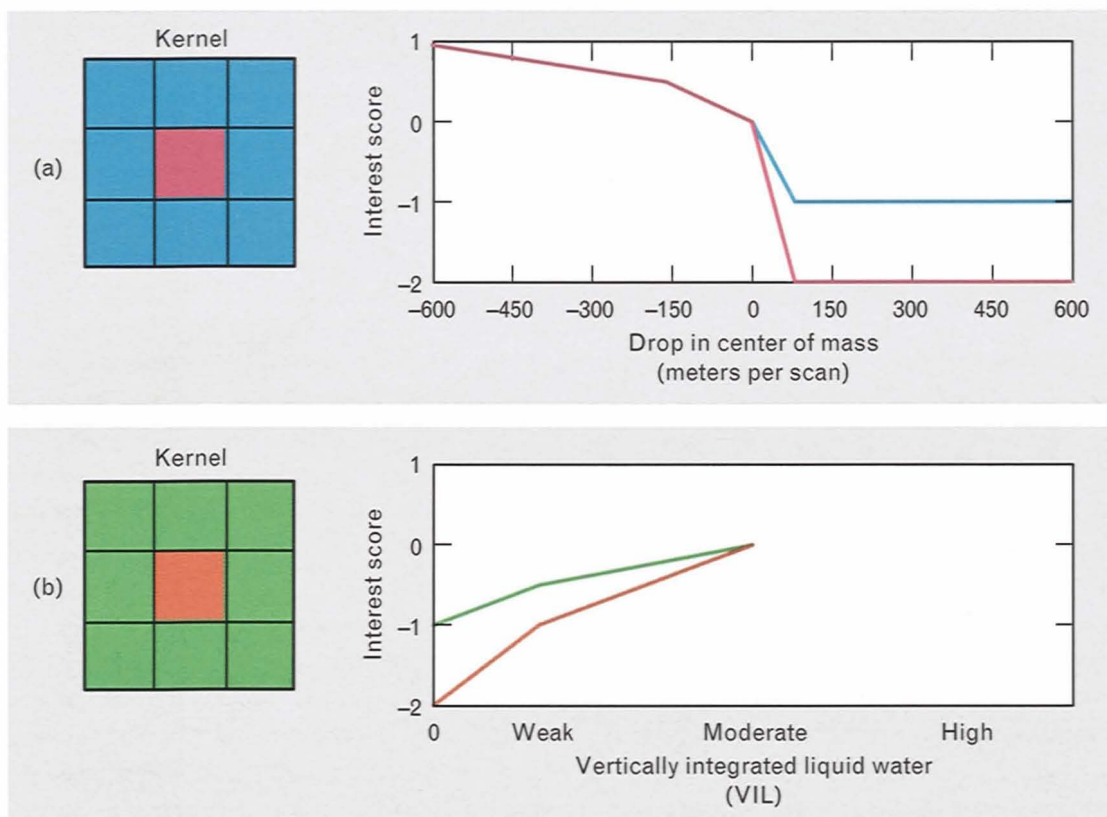 Kernel
(a)
Interest score
1
0
–1
–2
–600 –450 –300 –150 0 150 300 450 600
Drop in center of mass
(meters per scan)
Kernel
(b)
Interest score
1
0
–1
–2
0 Weak Moderate High
Vertically integrated liquid water
(VIL)